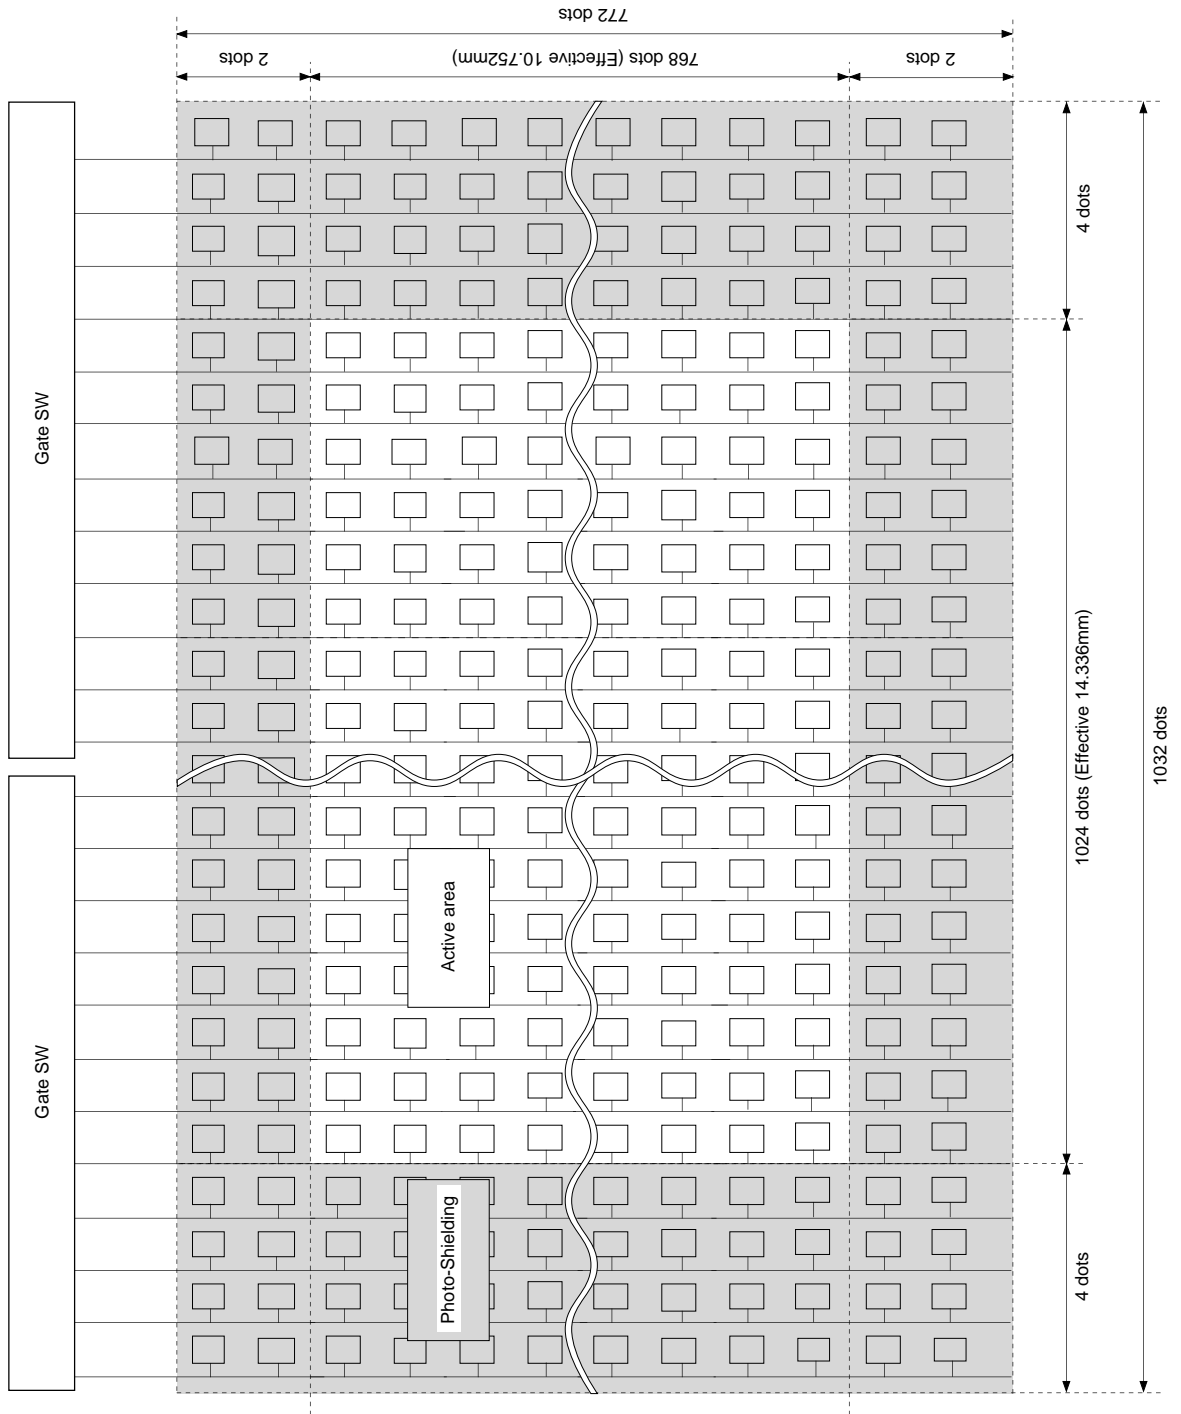 772 dots
2 dots
768 dots (Effective 10.752mm)
2 dots
Gate SW
4 dots
1024 dots (Effective 14.336mm)
1032 dots
Gate SW
Active area
Photo-Shielding
4 dots